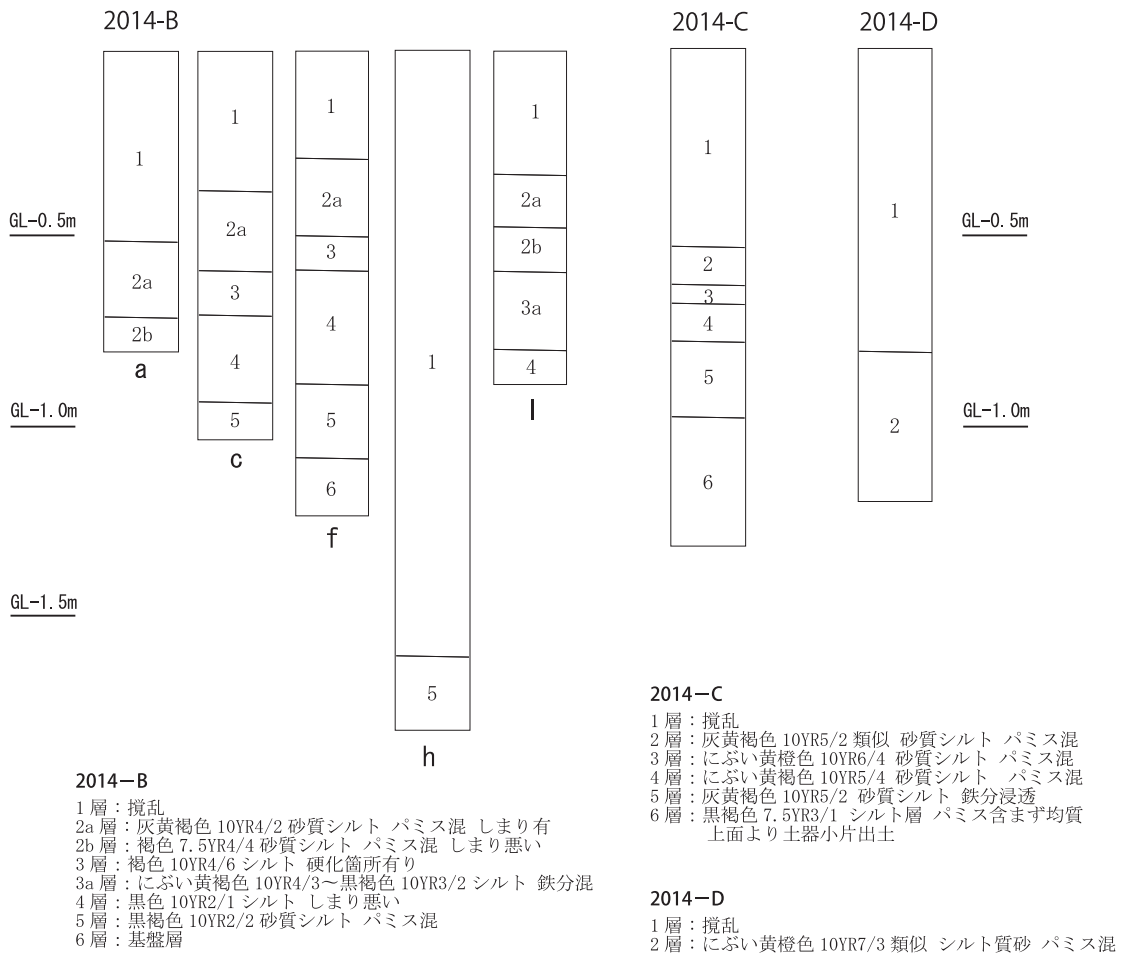 2014-B
1
2a
2b
a
1
2a
3
4
5
c
1
2a
3
4
5
6
f
1
5
h
1
2a
2b
3a
4
l
2014-C
1
2
3
4
5
6
2014-D
1
2
GL-0.5m
GL-1.0m
GL-1.5m
GL-0.5m
GL-1.0m
2014－B
1 層：攪乱
2a 層：灰黄褐色 10YR4/2 砂質シルト パミス混 しまり有
2b 層：褐色 7.5YR4/4 砂質シルト パミス混 しまり悪い
3 層：褐色 10YR4/6 シルト 硬化箇所有り
3a 層：にぶい黄褐色 10YR4/3～黒褐色 10YR3/2 シルト 鉄分混
4 層：黒色 10YR2/1 シルト しまり悪い
5 層：黒褐色 10YR2/2 砂質シルト パミス混
6 層：基盤層
2014－C
1 層：攪乱
2 層：灰黄褐色 10YR5/2 類似 砂質シルト パミス混
3 層：にぶい黄橙色 10YR6/4 砂質シルト パミス混
4 層：にぶい黄褐色 10YR5/4 砂質シルト パミス混
5 層：灰黄褐色 10YR5/2 砂質シルト 鉄分浸透
6 層：黒褐色 7.5YR3/1 シルト層 パミス含まず均質
上面より土器小片出土
2014－D
1 層：攪乱
2 層：にぶい黄橙色 10YR7/3 類似 シルト質砂 パミス混